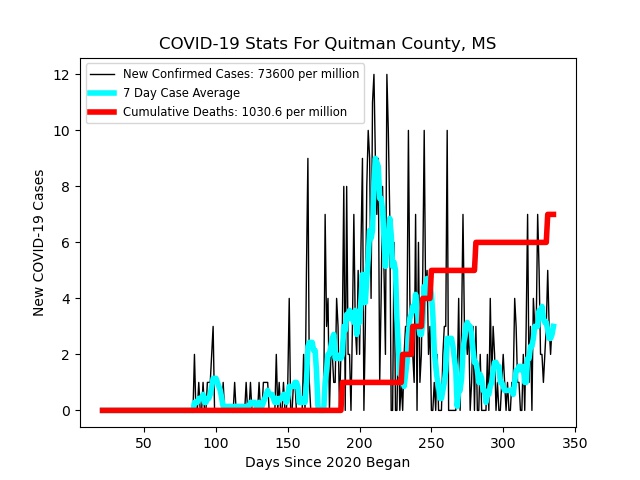 COVID-19 Stats For Quitman County, MS
New Confirmed Cases: 73600 per million
7 Day Case Average
Cumulative Deaths: 1030.6 per million
New COVID-19 Cases
12
10
8
6
4
2
0
50 100 150 200 250 300 350
Days Since 2020 Began